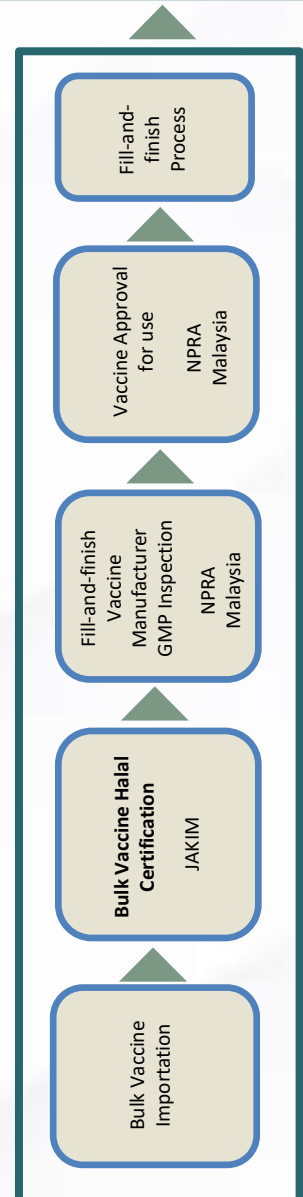 Bulk Vaccine
Importation
Bulk Vaccine Halal
Certification
JAKIM
Fill-and-finish
Vaccine
Manufacturer
GMP Inspection
NPRA
Malaysia
Vaccine Approval
for use
NPRA
Malaysia
Fill-and-
finish
Process